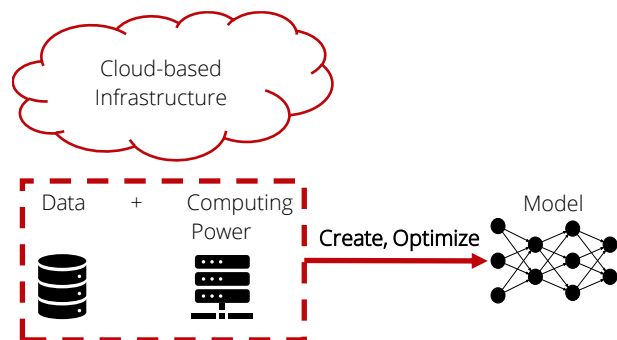 Cloud-based
Infrastructure
Data + Computing
Power
Create, Optimize
Model